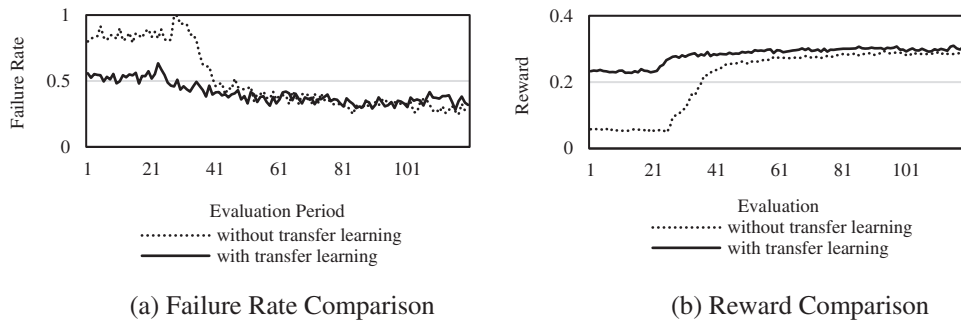 1
0.5
0
Failure Rate
1 21 41 61 81 101
Evaluation Period
without transfer learning
with transfer learning
(a) Failure Rate Comparison
0.4
0.2
0
Reward
1 21 41 61 81 101
Evaluation
without transfer learning
with transfer learning
(b) Reward Comparison